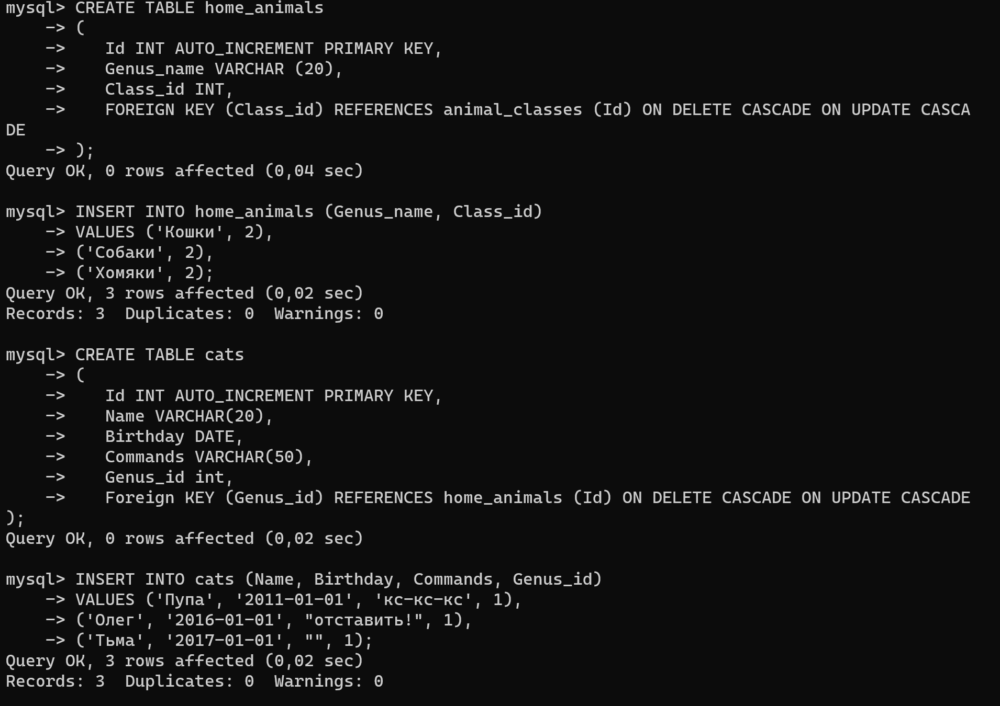 mysql> CREATE TABLE home_animals
    -> (
    ->    Id INT AUTO_INCREMENT PRIMARY KEY,
    ->    Genus_name VARCHAR (20),
    ->    Class_id INT,
    ->    FOREIGN KEY (Class_id) REFERENCES animal_classes (Id) ON DELETE CASCADE ON UPDATE CASCA
DE
    -> );
Query OK, 0 rows affected (0,04 sec)

mysql> INSERT INTO home_animals (Genus_name, Class_id)
    -> VALUES ('Кошки', 2),
    -> ('Собаки', 2),
    -> ('Хомяки', 2);
Query OK, 3 rows affected (0,02 sec)
Records: 3  Duplicates: 0  Warnings: 0

mysql> CREATE TABLE cats
    -> (
    ->    Id INT AUTO_INCREMENT PRIMARY KEY,
    ->    Name VARCHAR(20),
    ->    Birthday DATE,
    ->    Commands VARCHAR(50),
    ->    Genus_id int,
    ->    Foreign KEY (Genus_id) REFERENCES home_animals (Id) ON DELETE CASCADE ON UPDATE CASCADE
);
Query OK, 0 rows affected (0,02 sec)

mysql> INSERT INTO cats (Name, Birthday, Commands, Genus_id)
    -> VALUES ('Пупа', '2011-01-01', 'кс-кс-кс', 1),
    -> ('Олег', '2016-01-01', "отставить!", 1),
    -> ('Тьма', '2017-01-01', "", 1);
Query OK, 3 rows affected (0,02 sec)
Records: 3  Duplicates: 0  Warnings: 0